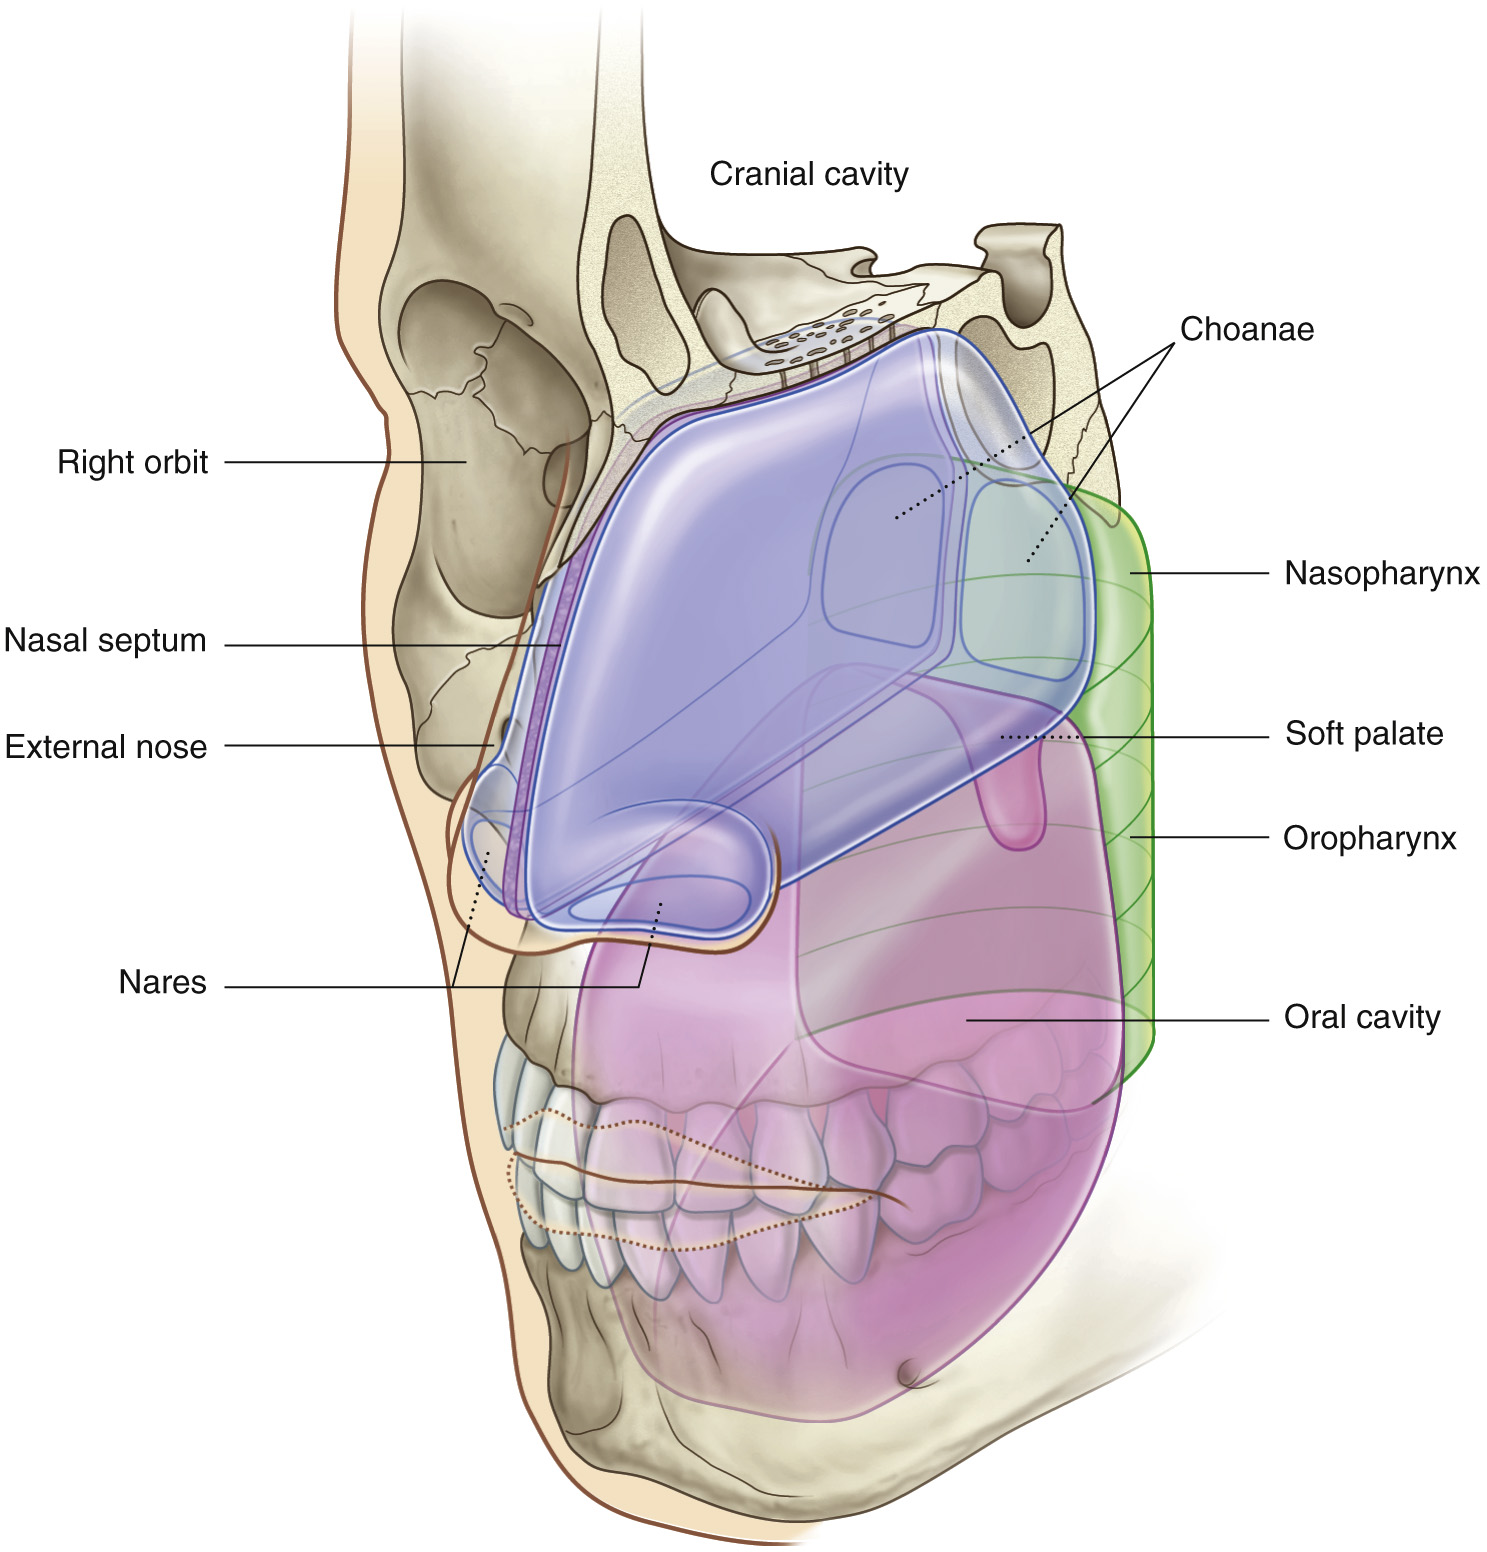 Cranial cavity
Choanae
Right orbit
Nasopharynx
Nasal septum
Soft palate
External nose
Oropharynx
Nares
Oral cavity